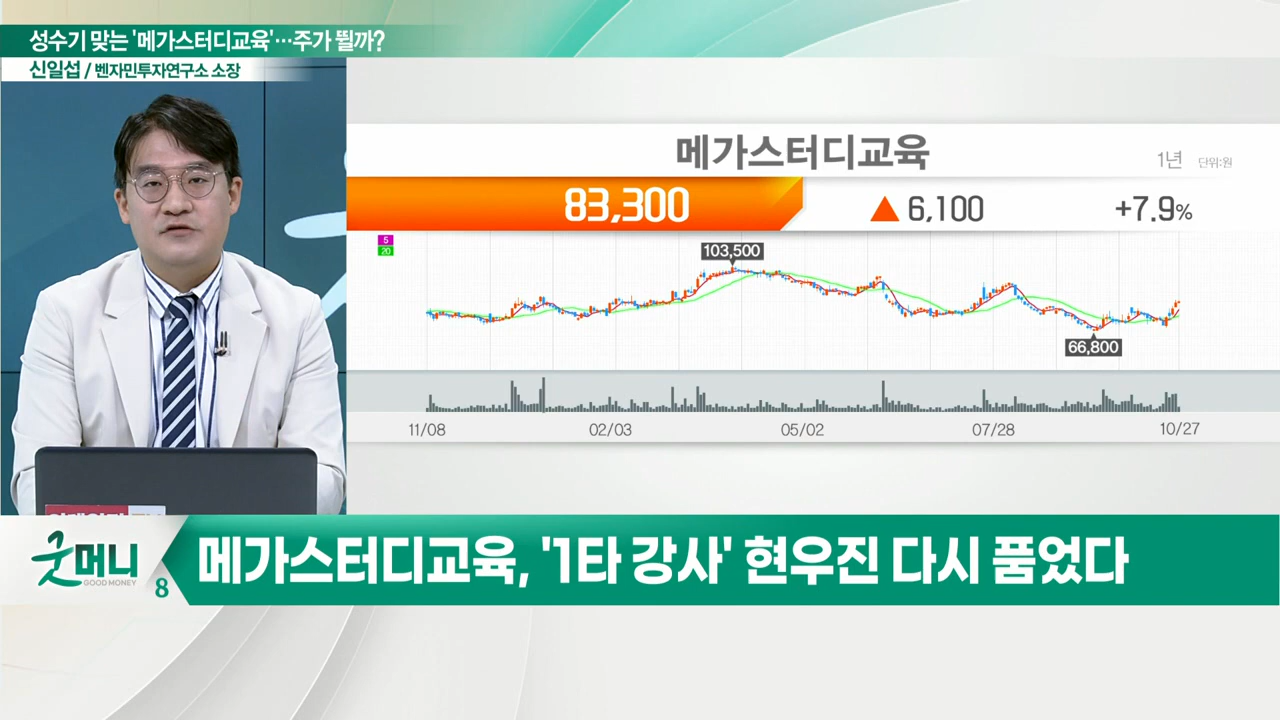 성수기 맞는 '메가스터디교육'…주가 뛸까?
신일섭 / 벤자민투자연구소 소장
메가스터디교육
1년 단위:원
83,300 ▲ 6,100 +7.9%
5
20
103,500
66,800
11/08 02/03 05/02 07/28 10/27
굿머니
GOOD MONEY
8
메가스터디교육, '1타 강사' 현우진 다시 품었다